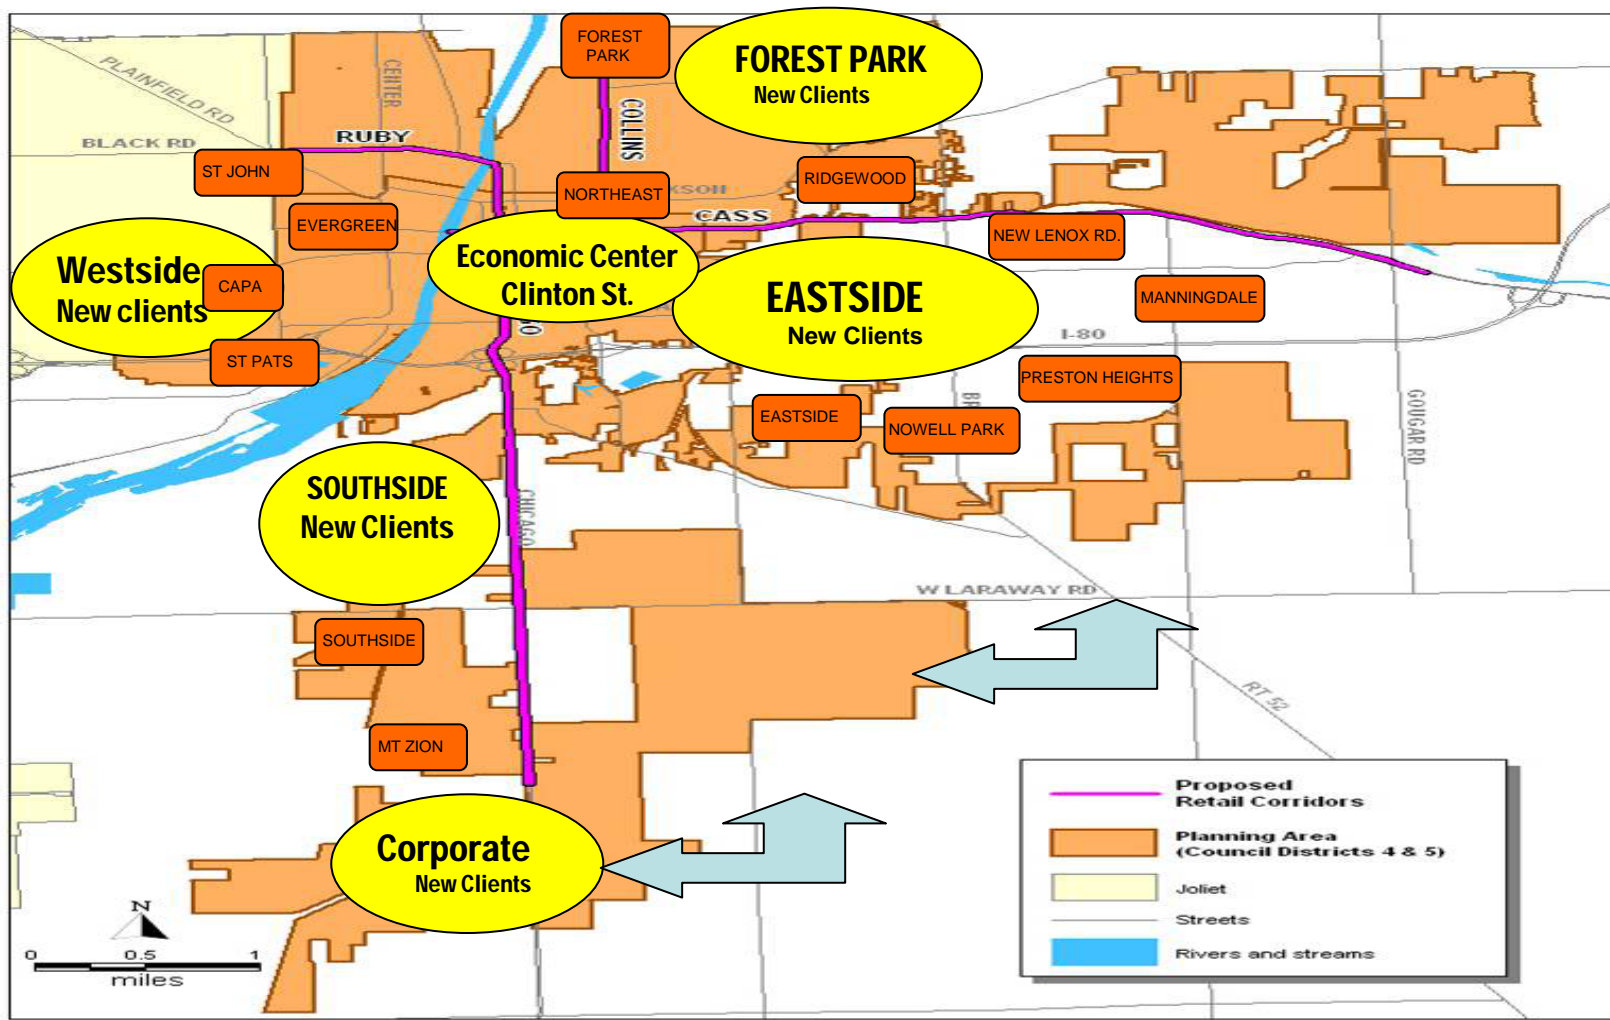 FOREST
PARK
FOREST PARK
New Clients
PLAINFIELD RD
CENTER
COLLINS
BLACK RD
RUBY
ST JOHN
RIDGEWOOD
NORTHEAST
CASS
EVERGREEN
NEW LENOX RD.
Economic Center
Clinton St.
Westside
New clients
CAPA
EASTSIDE
New Clients
MANNINGDALE
I-80
ST PATS
PRESTON HEIGHTS
EASTSIDE
NOWELL PARK
GOUGAR RD
SOUTHSIDE
New Clients
CHICAGO
W LARAWAY RD
SOUTHSIDE
RT 52
MT ZION
Corporate
New Clients
Proposed
Retail Corridors
Planning Area
(Council Districts 4 & 5)
Joliet
Streets
Rivers and streams
N
0 0.5 1
miles